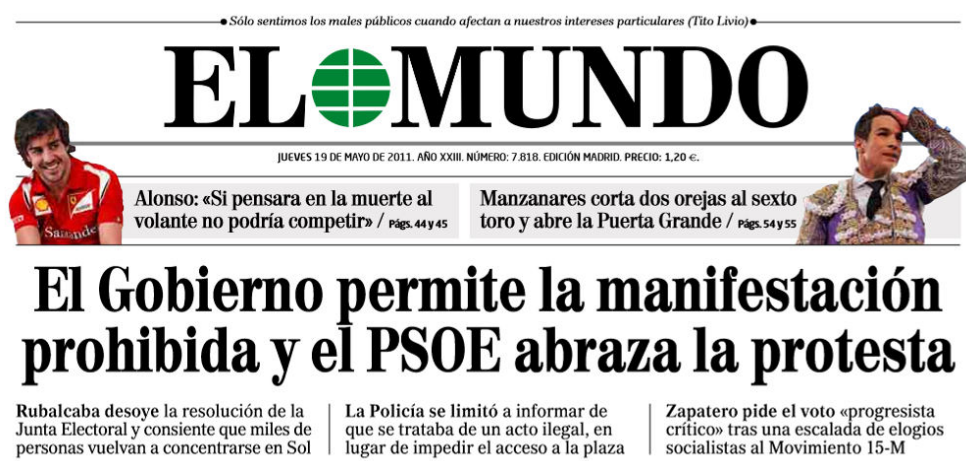 Sólo sentimos los males públicos cuando afectan a nuestros intereses particulares (Tito Livio)
EL MUNDO
JUEVES 19 DE MAYO DE 2011. AÑO XXIII. NÚMERO: 7.818. EDICIÓN MADRID. PRECIO: 1,20 €.
Alonso: «Si pensara en la muerte al
volante no podría competir» / Págs. 44 y 45
Manzanares corta dos orejas al sexto
toro y abre la Puerta Grande / Págs. 54 y 55
Santander
El Gobierno permite la manifestación
prohibida y el PSOE abraza la protesta
Rubalcaba desoye la resolución de la
Junta Electoral y consiente que miles de
personas vuelvan a concentrarse en Sol
La Policía se limitó a informar de
que se trataba de un acto ilegal, en
lugar de impedir el acceso a la plaza
Zapatero pide el voto «progresista
crítico» tras una escalada de elogios
socialistas al Movimiento 15-M